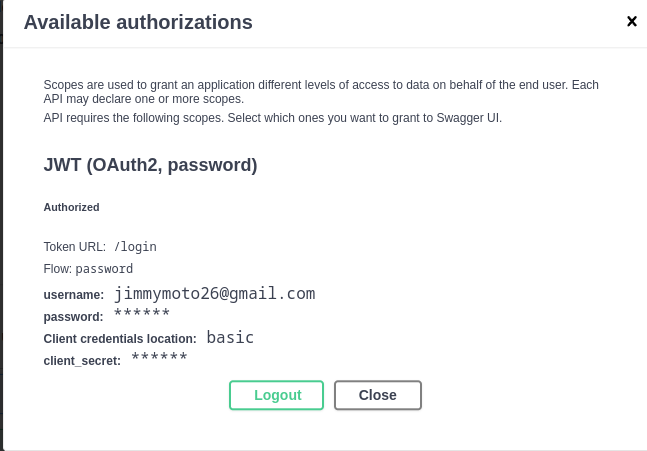 Available authorizations
Scopes are used to grant an application different levels of access to data on behalf of the end user. Each
API may declare one or more scopes.
API requires the following scopes. Select which ones you want to grant to Swagger UI.
JWT (OAuth2, password)
Authorized
Token URL: /login
Flow: password
username: jimmymoto26@gmail.com
password: ******
Client credentials location: basic
client_secret: ******
Logout Close